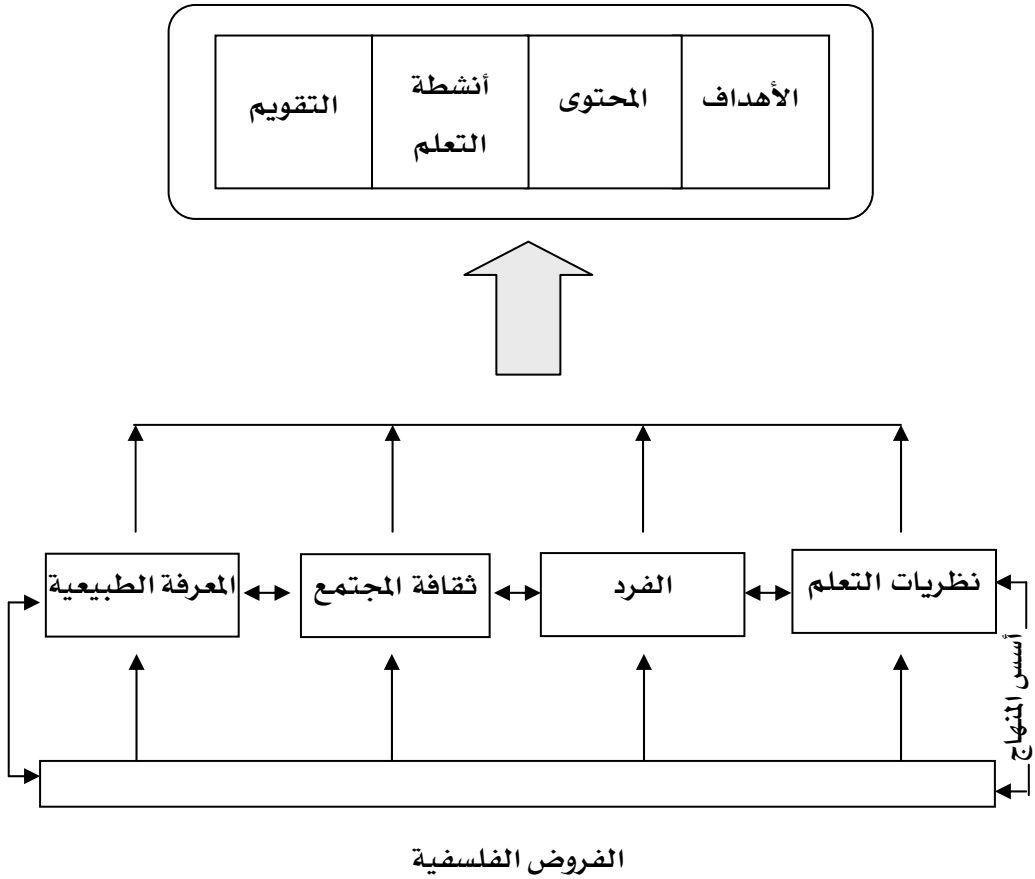 الأهداف
المحتوى
أنشطة
التعلم
التقويم
نظريات التعلم
الفرد
ثقافة المجتمع
المعرفة الطبيعية
أسس المنهاج
الفروض الفلسفية